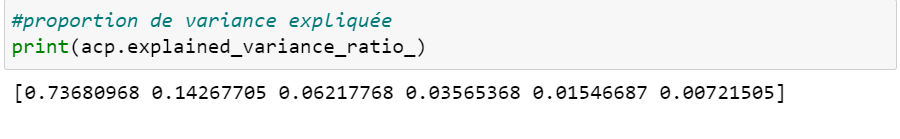 #proportion de variance expliquée
print(acp.explained_variance_ratio_)
[0.73680968 0.14267705 0.06217768 0.03565368 0.01546687 0.00721505]